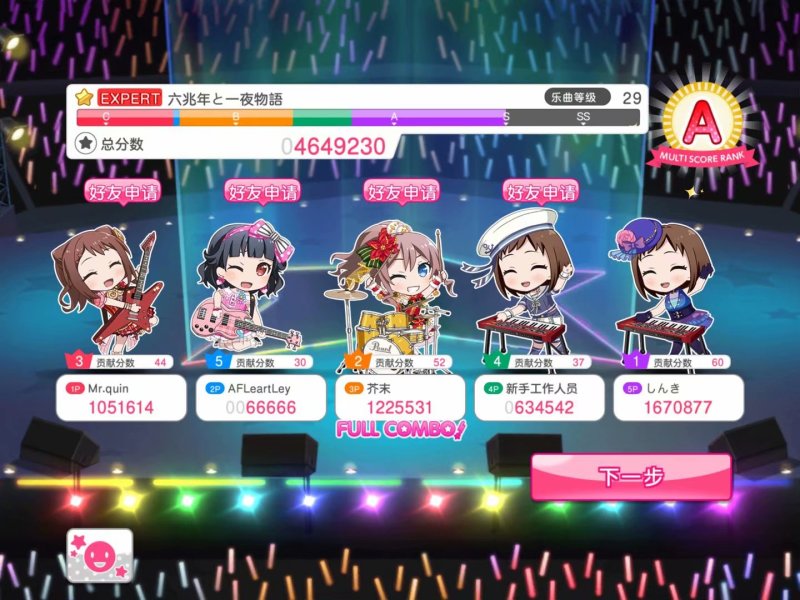 EXPERT 六兆年と一夜物語 乐曲等级 29
C B A S SS
总分数 04649230
A
MULTI SCORE RANK
好友申请 好友申请 好友申请 好友申请
3 贡献分数 44
5 贡献分数 30
2 贡献分数 52
4 贡献分数 37
1 贡献分数 60
1P Mr.quin
1051614
2P AFLeartLey
0066666
3P 芥末
1225531
4P 新手工作人员
0634542
5P しんき
1670877
FULL COMBO!
下一步